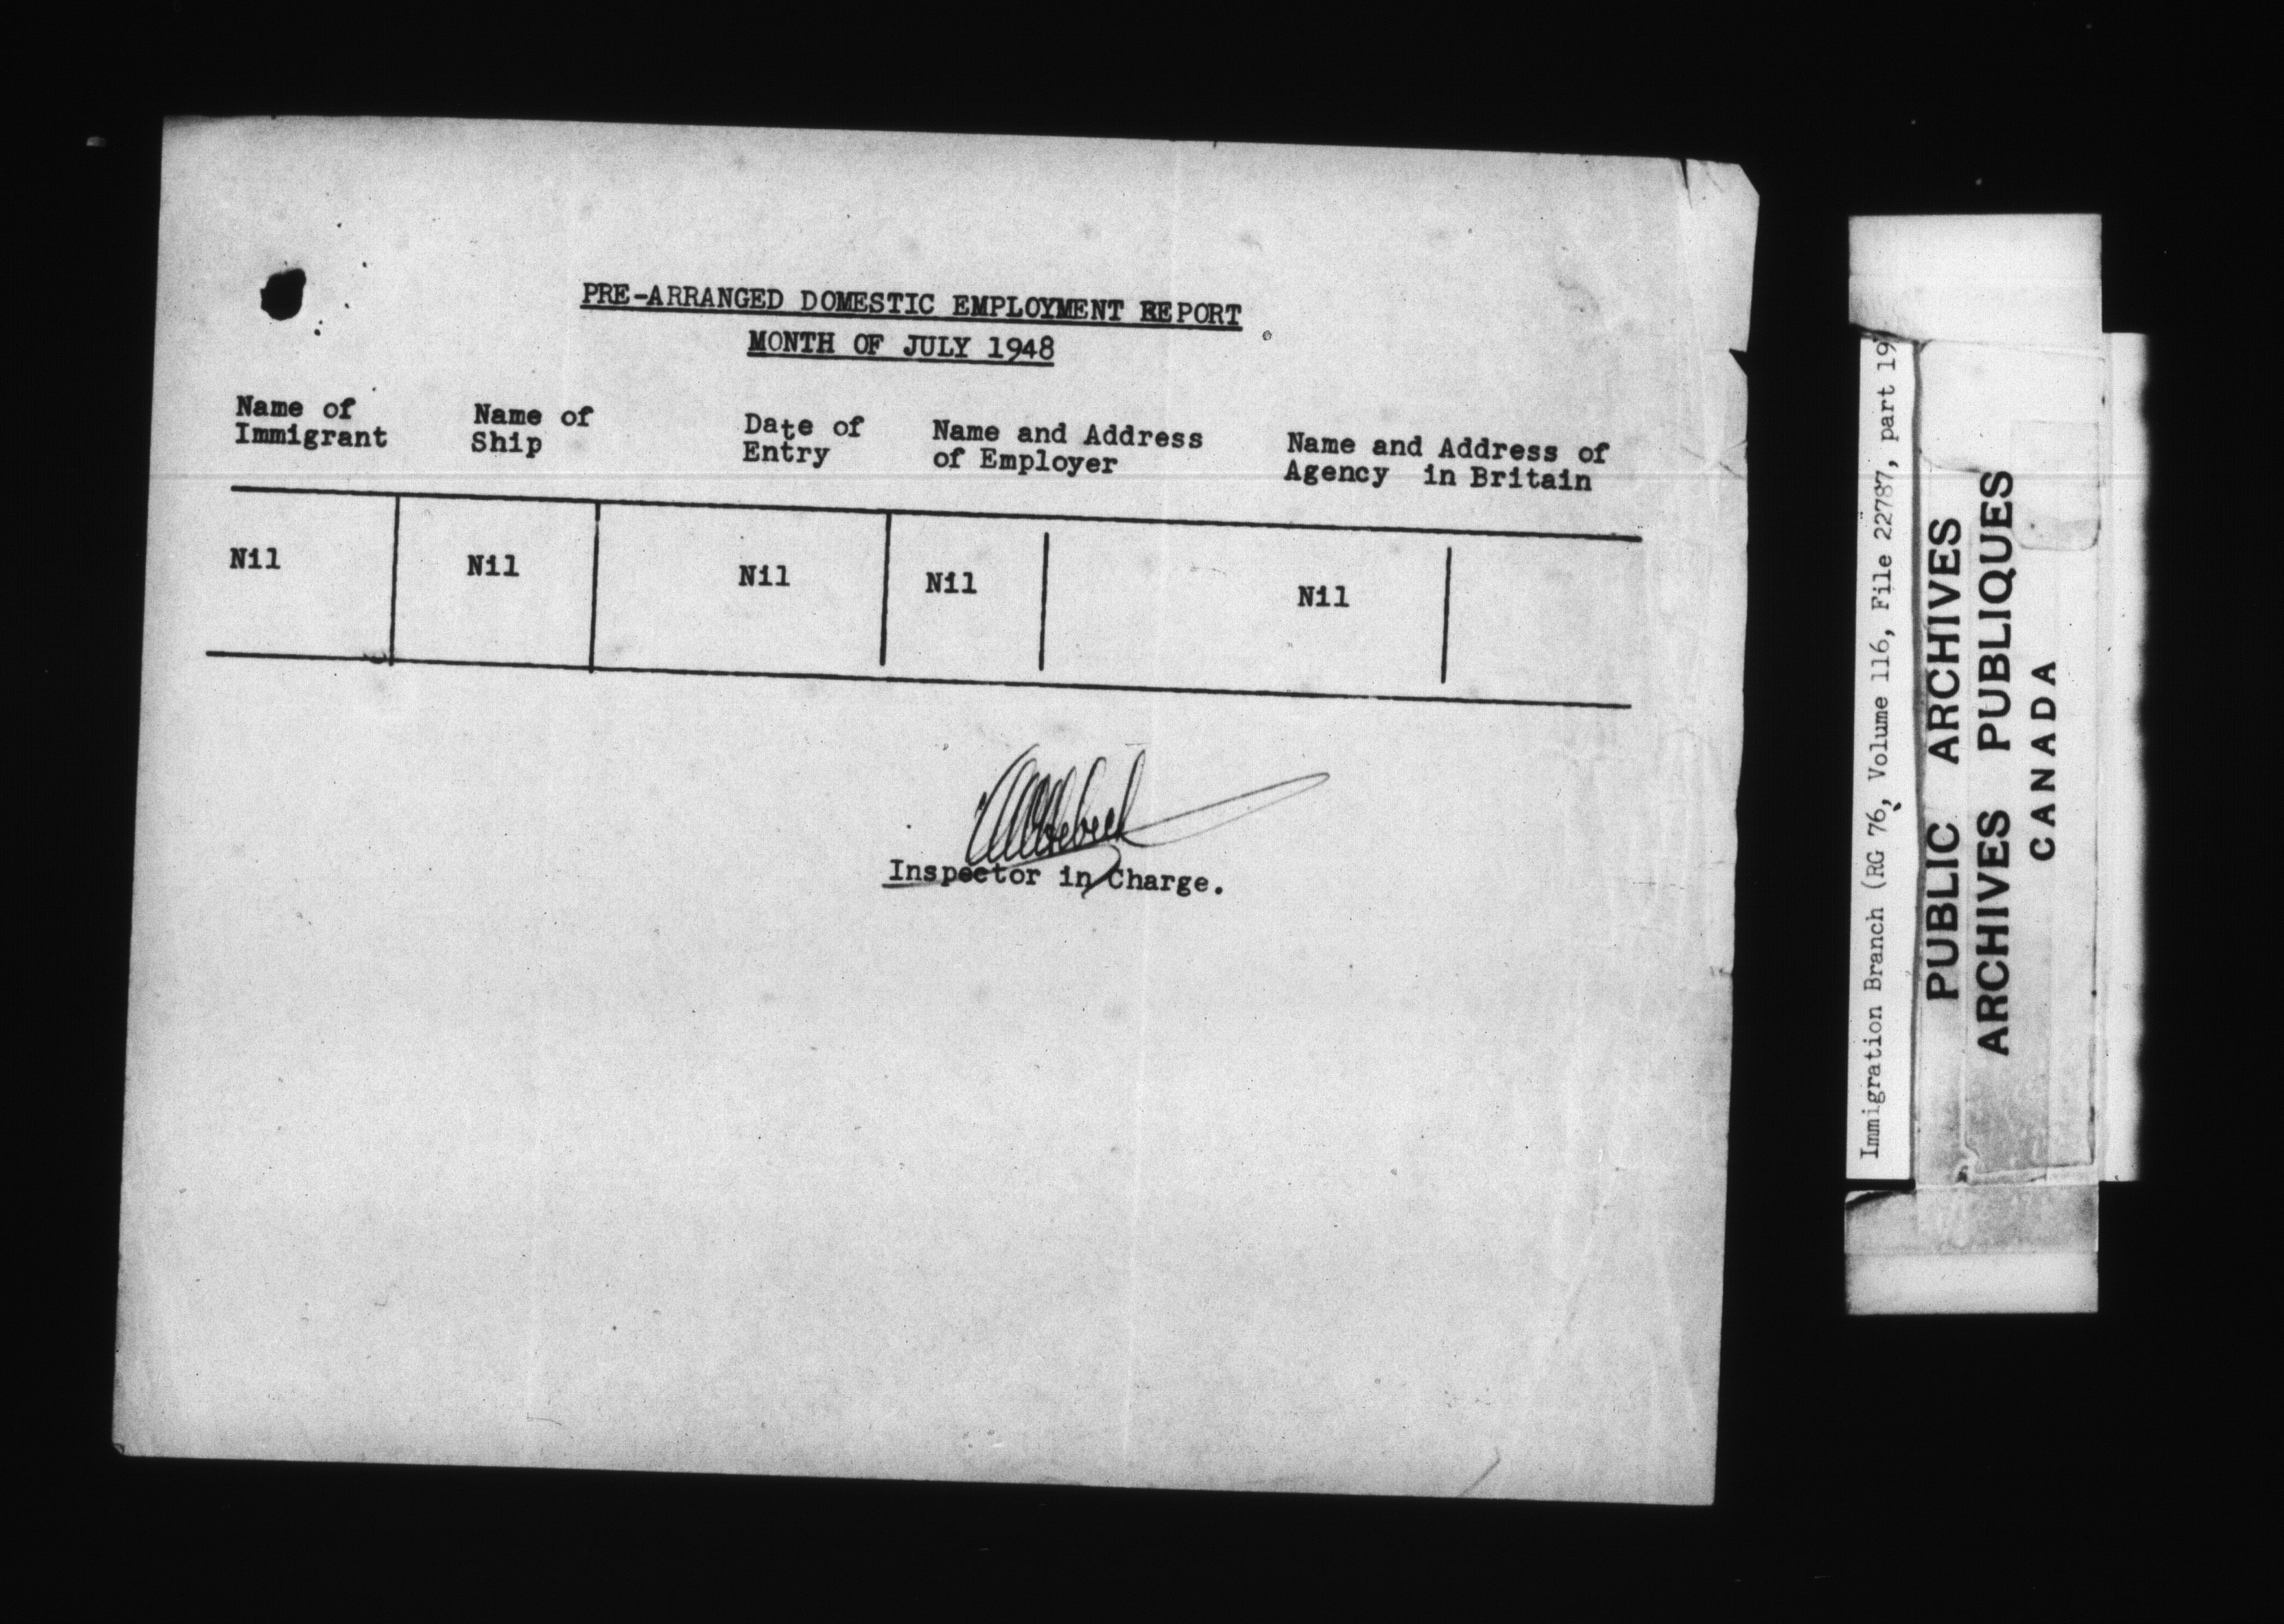 PRE-ARRANGED DOMESTIC EMPLOYMENT REPORT
MONTH OF JULY 1948
Name of Immigrant
Name of Ship
Date of Entry
Name and Address of Employer
Name and Address of Agency in Britain
Nil Nil Nil Nil Nil
Inspector in Charge.
Immigration Branch (RG 76, Volume 116, File 22787, part 19
PUBLIC ARCHIVES
ARCHIVES PUBLIQUES
CANADA